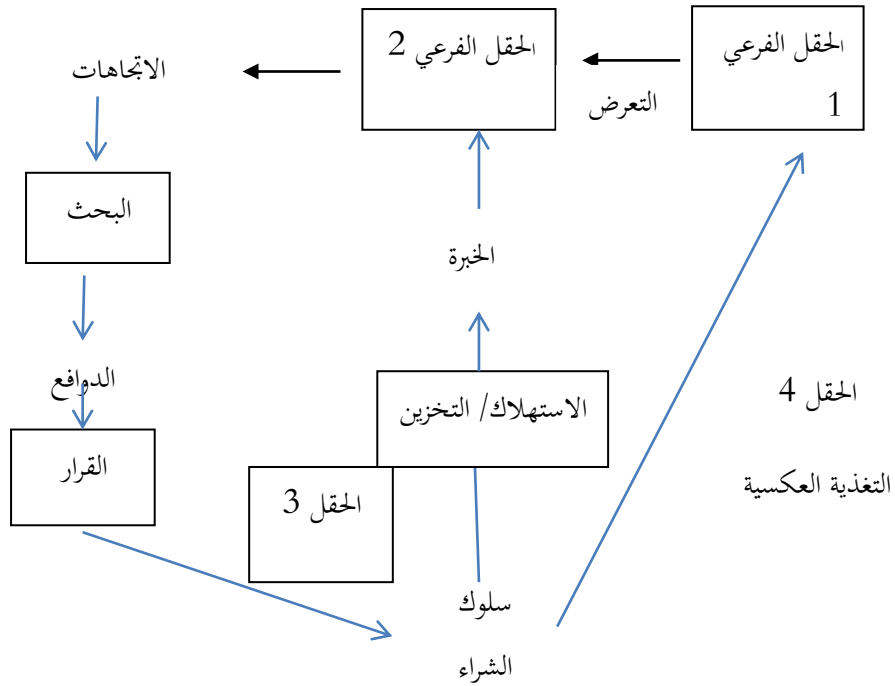 الحقل الفرعي
1
التعرض
الحقل الفرعي 2
الاتجاهات
البحث
الخبرة
الدوافع
الاستهلاك/ التخزين
الحقل 4
التغذية العكسية
القرار
الحقل 3
سلوك
الشراء